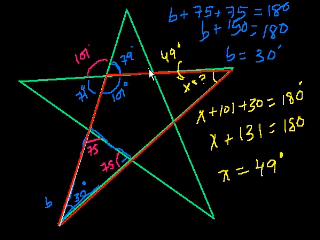 b + 75 + 75 = 180
b + 150 = 180
b = 30°
101°
79°
49°
79°
101°
x = ?
x + 101 + 30 = 180°
x + 131 = 180
x = 49°
75
75
b
30°